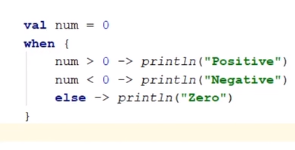 val num = 0
when {
    num > 0 -> println("Positive")
    num < 0 -> println("Negative")
    else -> println("Zero")
}